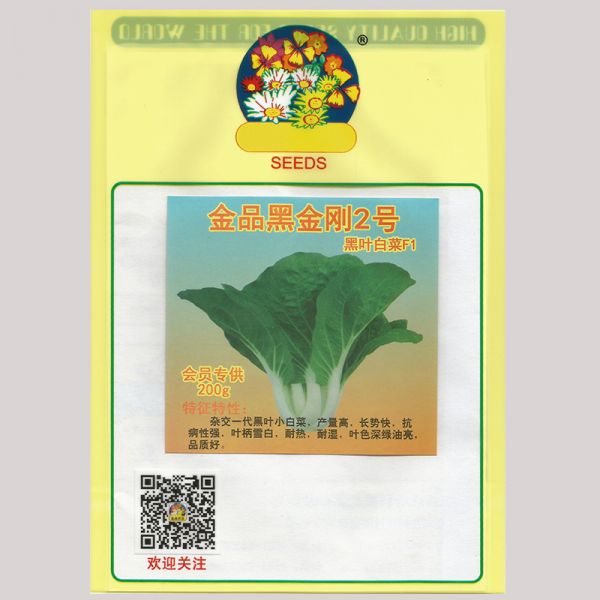 HIGH QUALITY SEEDS FOR THE WORLD
®
SEEDS
金品黑金刚2号
黑叶白菜F1
会员专供
200g
特征特性：
杂交一代黑叶小白菜，产量高，长势快，抗
病性强，叶柄雪白，耐热，耐湿，叶色深绿油亮，
品质好。
欢迎关注